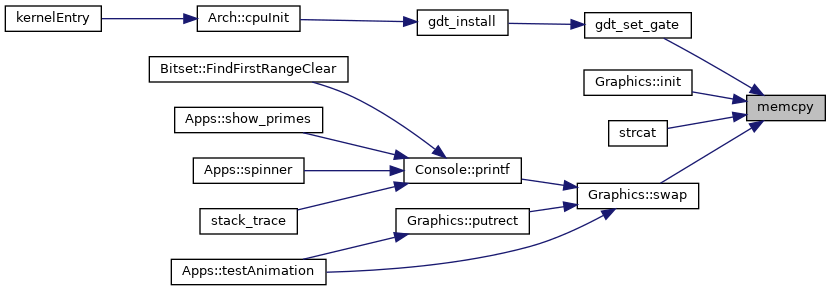 kernelEntry
Arch::cpuInit
gdt_install
gdt_set_gate
Bitset::FindFirstRangeClear
Graphics::init
memcpy
Apps::show_primes
strcat
Apps::spinner
Console::printf
Graphics::swap
stack_trace
Graphics::putrect
Apps::testAnimation